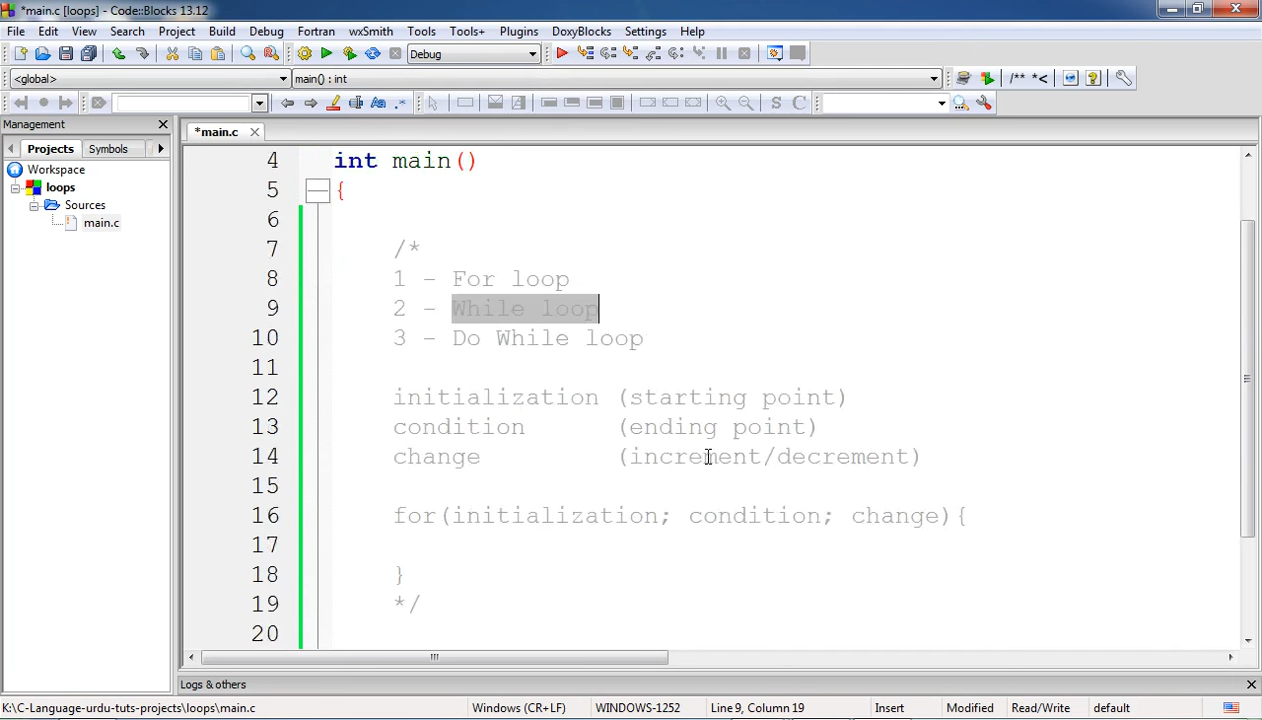 *main.c [loops] - Code::Blocks 13.12
File Edit View Search Project Build Debug Fortran wxSmith Tools Tools+ Plugins DoxyBlocks Settings Help
Debug
<global> main() : int /** *<
Aa .* S C
Management
*main.c
Projects Symbols
Workspace
loops
Sources
main.c
4 int main()
5 {
6
7 /*
8 1 - For loop
9 2 - While loop
10 3 - Do While loop
11
12 initialization (starting point)
13 condition (ending point)
14 change (increment/decrement)
15
16 for(initialization; condition; change){
17
18 }
19 */
20
Logs & others
K:\C-Language-urdu-tuts-projects\loops\main.c Windows (CR+LF) WINDOWS-1252 Line 9, Column 19 Insert Modified Read/Write default